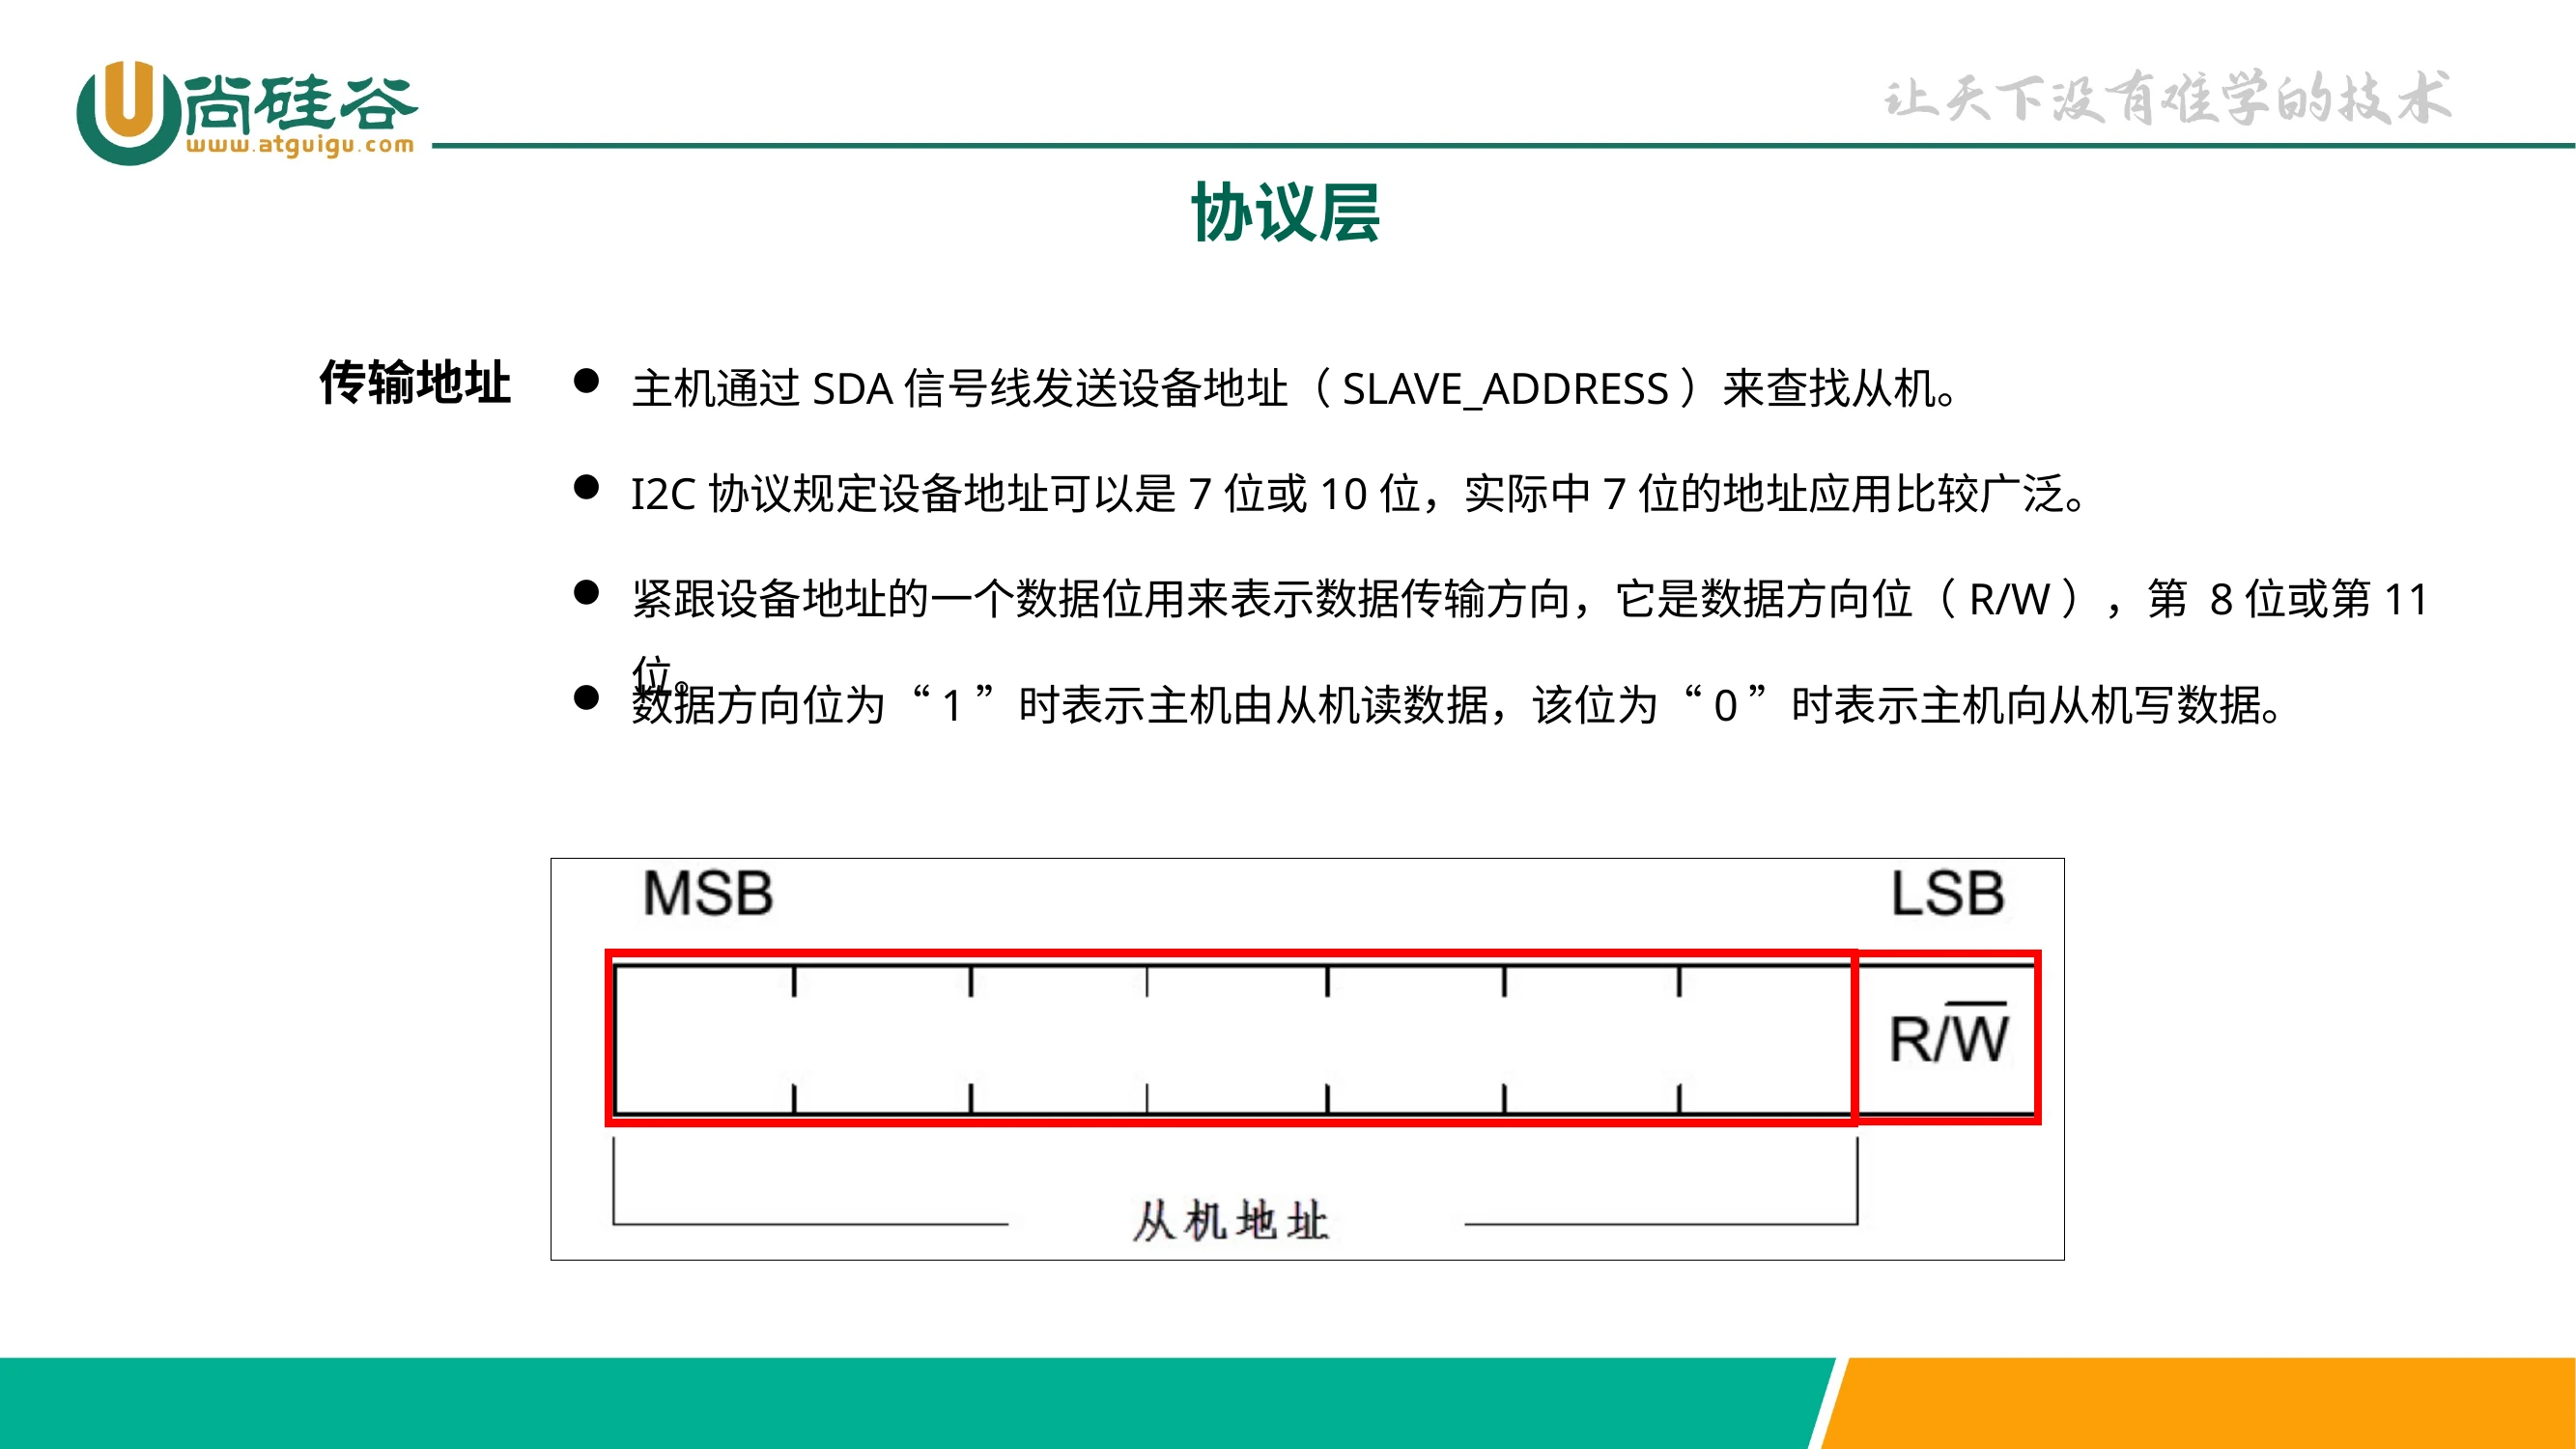 尚硅谷
www.atguigu.com
让天下没有难学的技术
协议层
传输地址
● 主机通过 SDA 信号线发送设备地址（ SLAVE_ADDRESS ）来查找从机。
● I2C 协议规定设备地址可以是 7 位或 10 位，实际中 7 位的地址应用比较广泛。
● 紧跟设备地址的一个数据位用来表示数据传输方向，它是数据方向位（ R/W ），第 8 位或第 11
位。
● 数据方向位为“ 1 ”时表示主机由从机读数据，该位为“ 0 ”时表示主机向从机写数据。
MSB LSB
R/W̅
从机地址